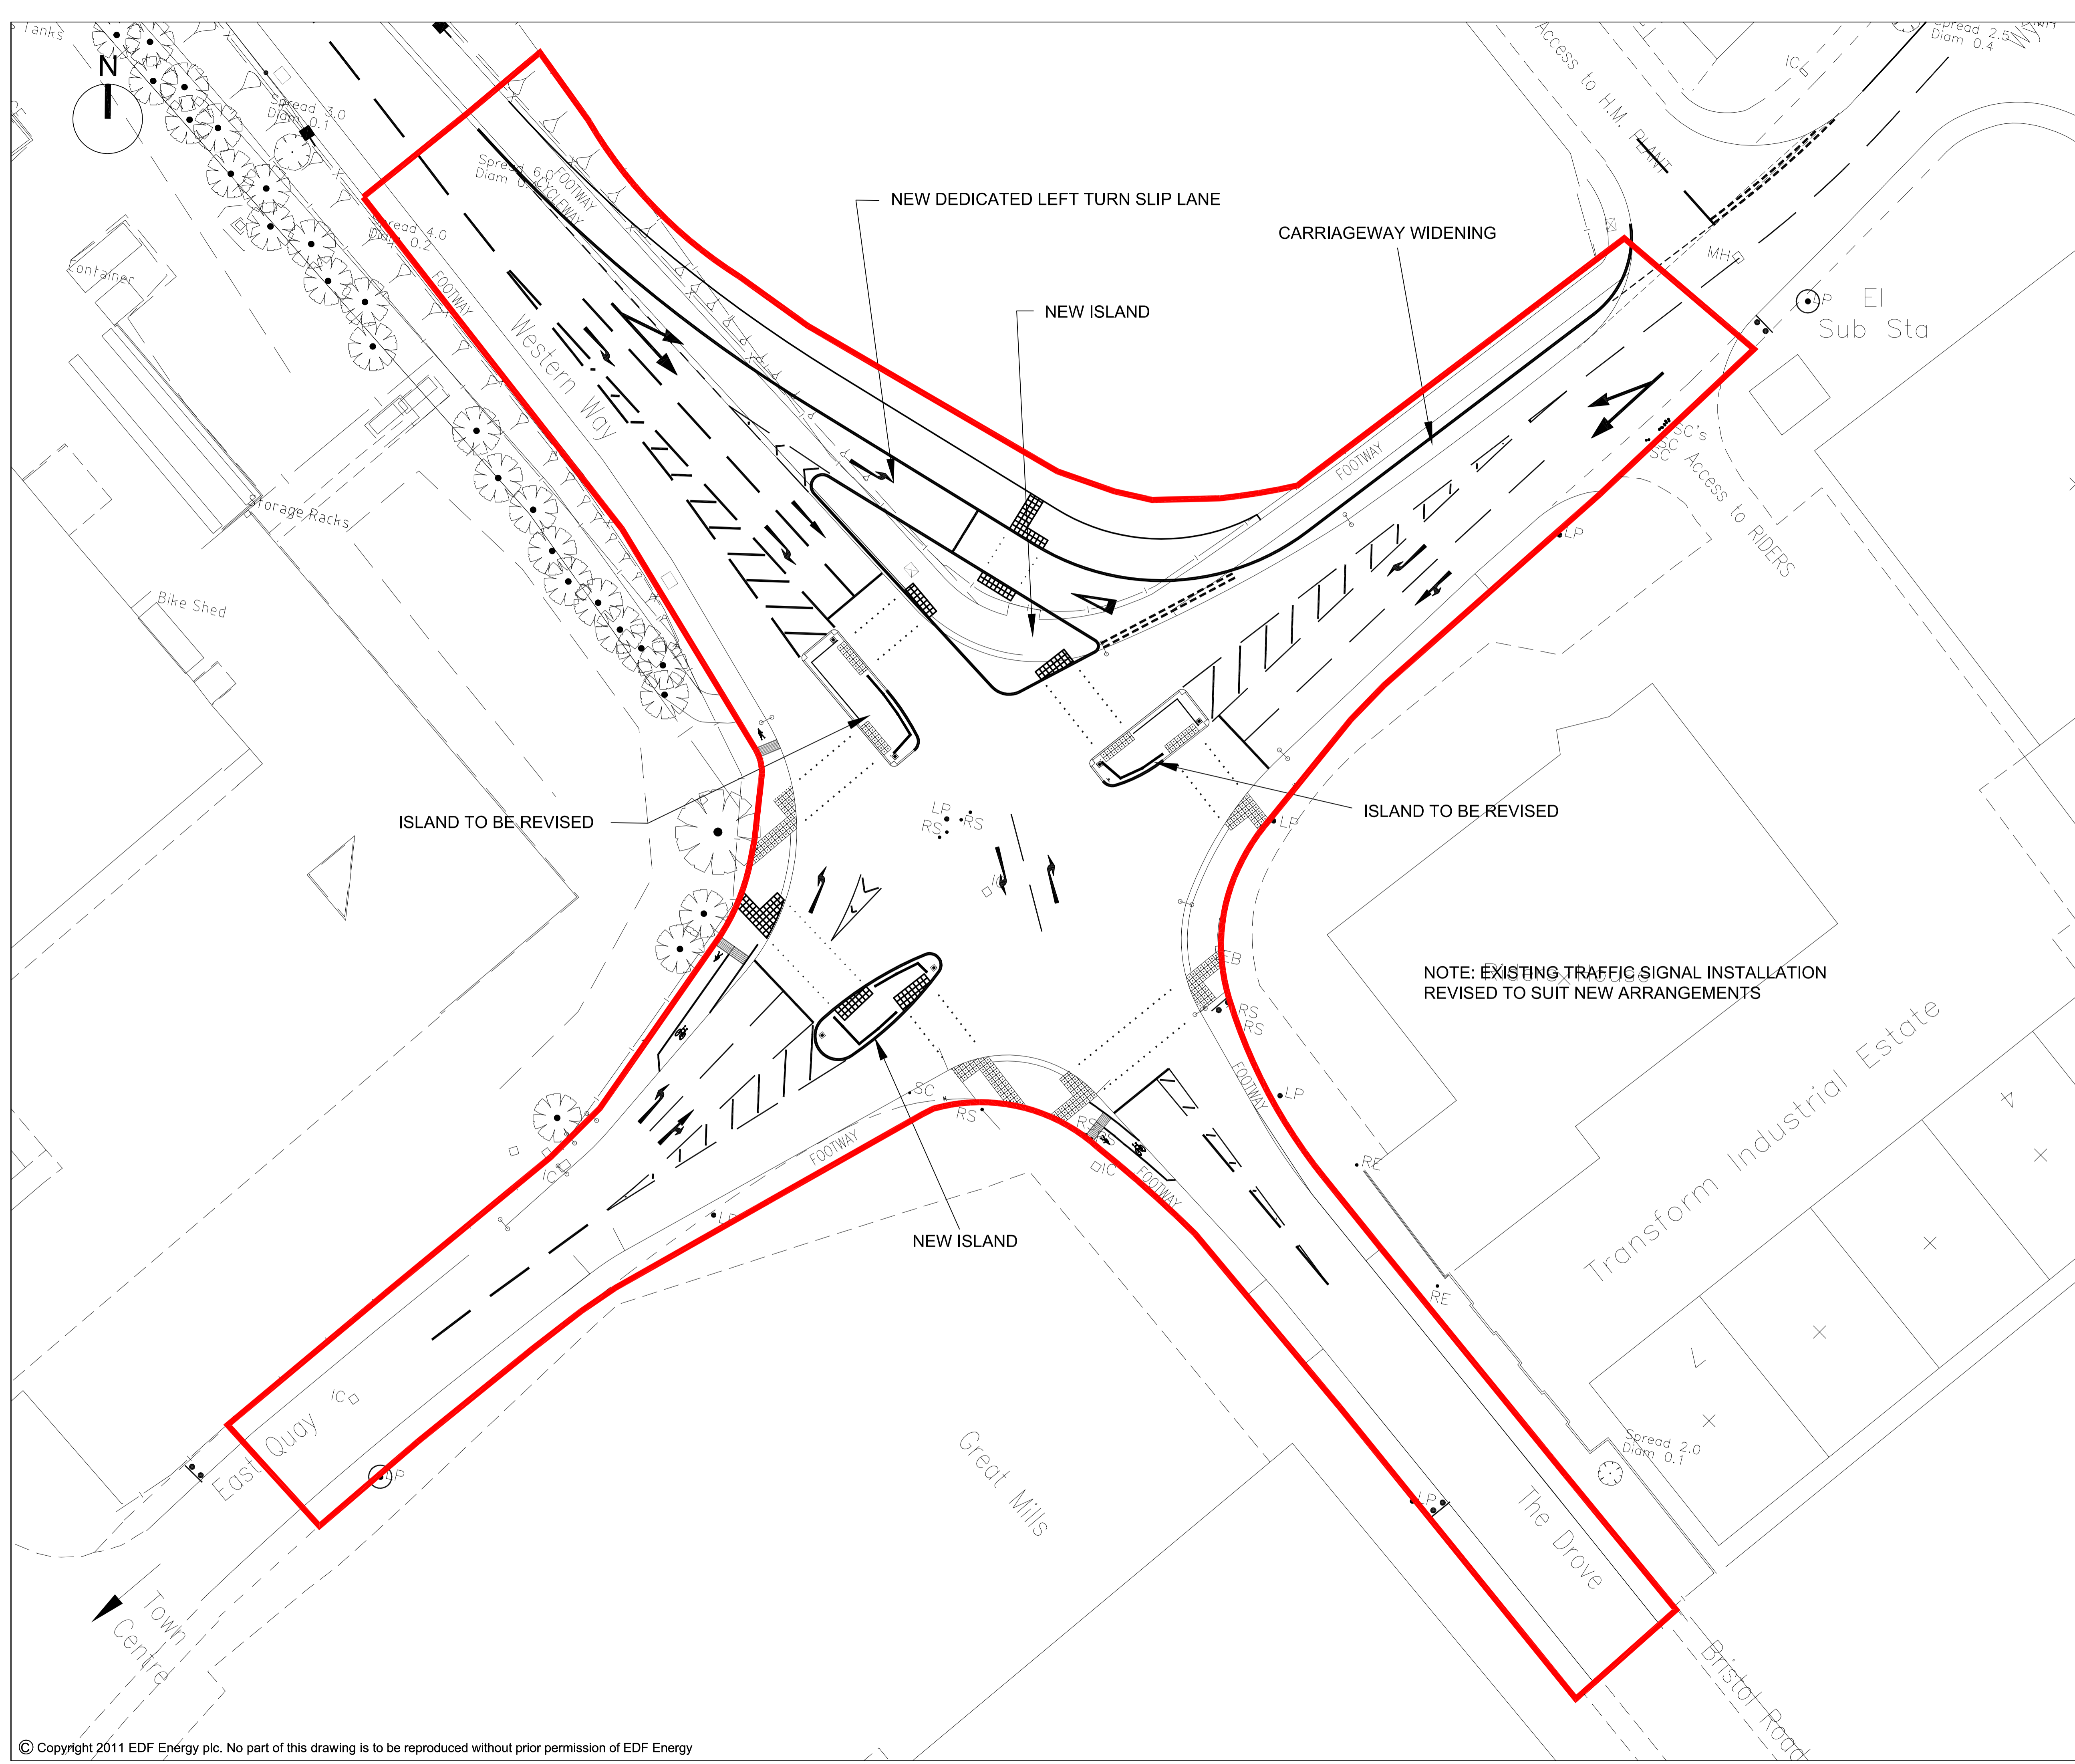 Tanks
N
Spread 3.0
Diam 0.1
Spread 6.0
FOOTWAY
CYCLEWAY
Spread 4.0
Diam 0.2
FOOTWAY
Container
Western Way
Storage Racks
Bike Shed
NEW DEDICATED LEFT TURN SLIP LANE
CARRIAGEWAY WIDENING
NEW ISLAND
Access to H.M. PLANT
Spread 2.5
Diam 0.4
IC
MH
LP
El
Sub Sta
SC's
SC
Access to RIDERS
LP
FOOTWAY
ISLAND TO BE REVISED
LP
RS
RS
IC
ISLAND TO BE REVISED
LP
EB
NOTE: EXISTING TRAFFIC SIGNAL INSTALLATION
REVISED TO SUIT NEW ARRANGEMENTS
RS
RS
LP
FOOTWAY
Transform Industrial Estate
4
7
RE
RE
SC
RS
RS
IC
FOOTWAY
FOOTWAY
IC
LP
NEW ISLAND
IC
East Quay
LP
Great Mills
LP
Spread 2.0
Diam 0.1
The Drove
Bristol Road
Town
Centre
© Copyright 2011 EDF Energy plc. No part of this drawing is to be reproduced without prior permission of EDF Energy